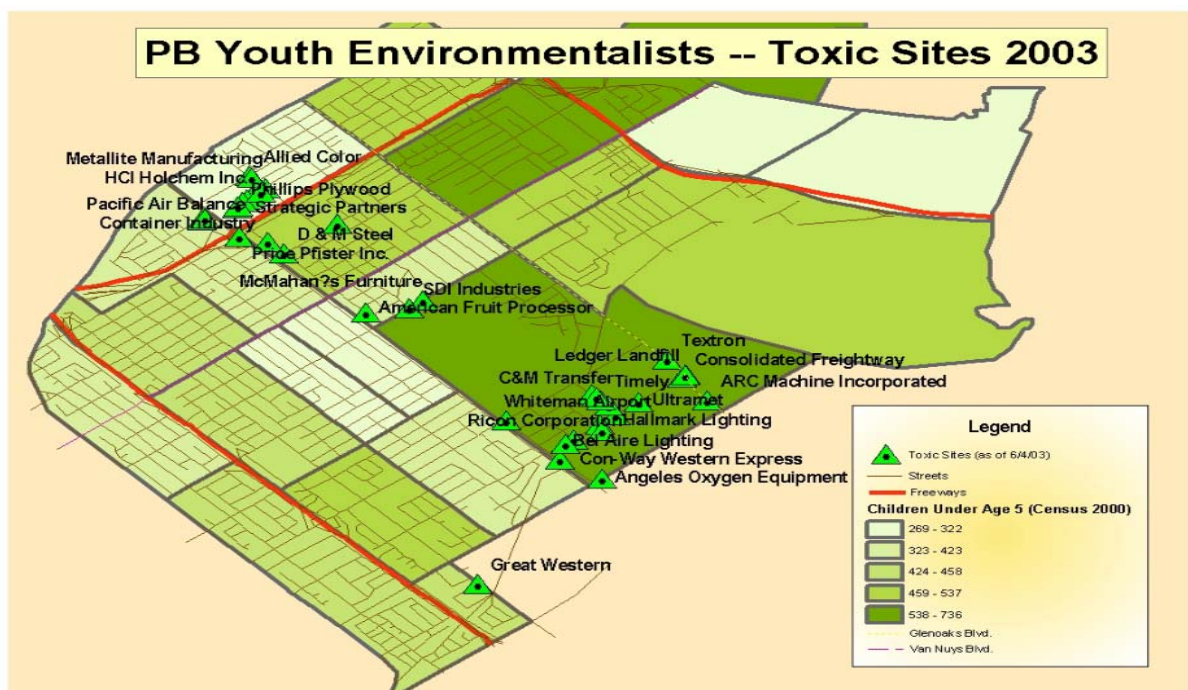 PB Youth Environmentalists -- Toxic Sites 2003
Metallite Manufacturing
Allied Color
HCI Holchem Inc.
Phillips Plywood
Pacific Air Balance
Strategic Partners
Container Industry
D & M Steel
Price Pfister Inc.
McMahan?s Furniture
SDI Industries
American Fruit Processor
Textron
Ledger Landfill
Consolidated Freightway
C&M Transfer
Timely
ARC Machine Incorporated
Whiteman Airport
Ultramet
Ricon Corporation
Hallmark Lighting
Bel Aire Lighting
Con-Way Western Express
Angeles Oxygen Equipment
Great Western
Legend
Toxic Sites (as of 6/4/03)
Streets
Freeways
Children Under Age 5 (Census 2000)
269 - 322
323 - 423
424 - 458
459 - 537
538 - 736
Glenoaks Blvd.
Van Nuys Blvd.